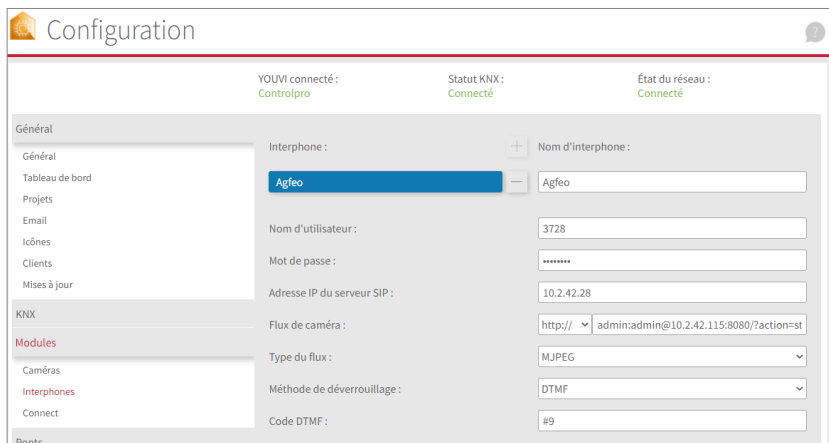 Configuration
?
YOUVI connecté :
Controlpro
Statut KNX :
Connecté
État du réseau :
Connecté
Général
Général
Tableau de bord
Projets
Email
Icônes
Clients
Mises à jour
KNX
Modules
Caméras
Interphones
Connect
Ponts
Interphone :
+
Nom d'interphone :
Agfeo
—
Agfeo
Nom d'utilisateur :
3728
Mot de passe :
••••••••
Adresse IP du serveur SIP :
10.2.42.28
Flux de caméra :
http://
admin:admin@10.2.42.115:8080/?action=st
Type du flux :
MJPEG
Méthode de déverrouillage :
DTMF
Code DTMF :
#9